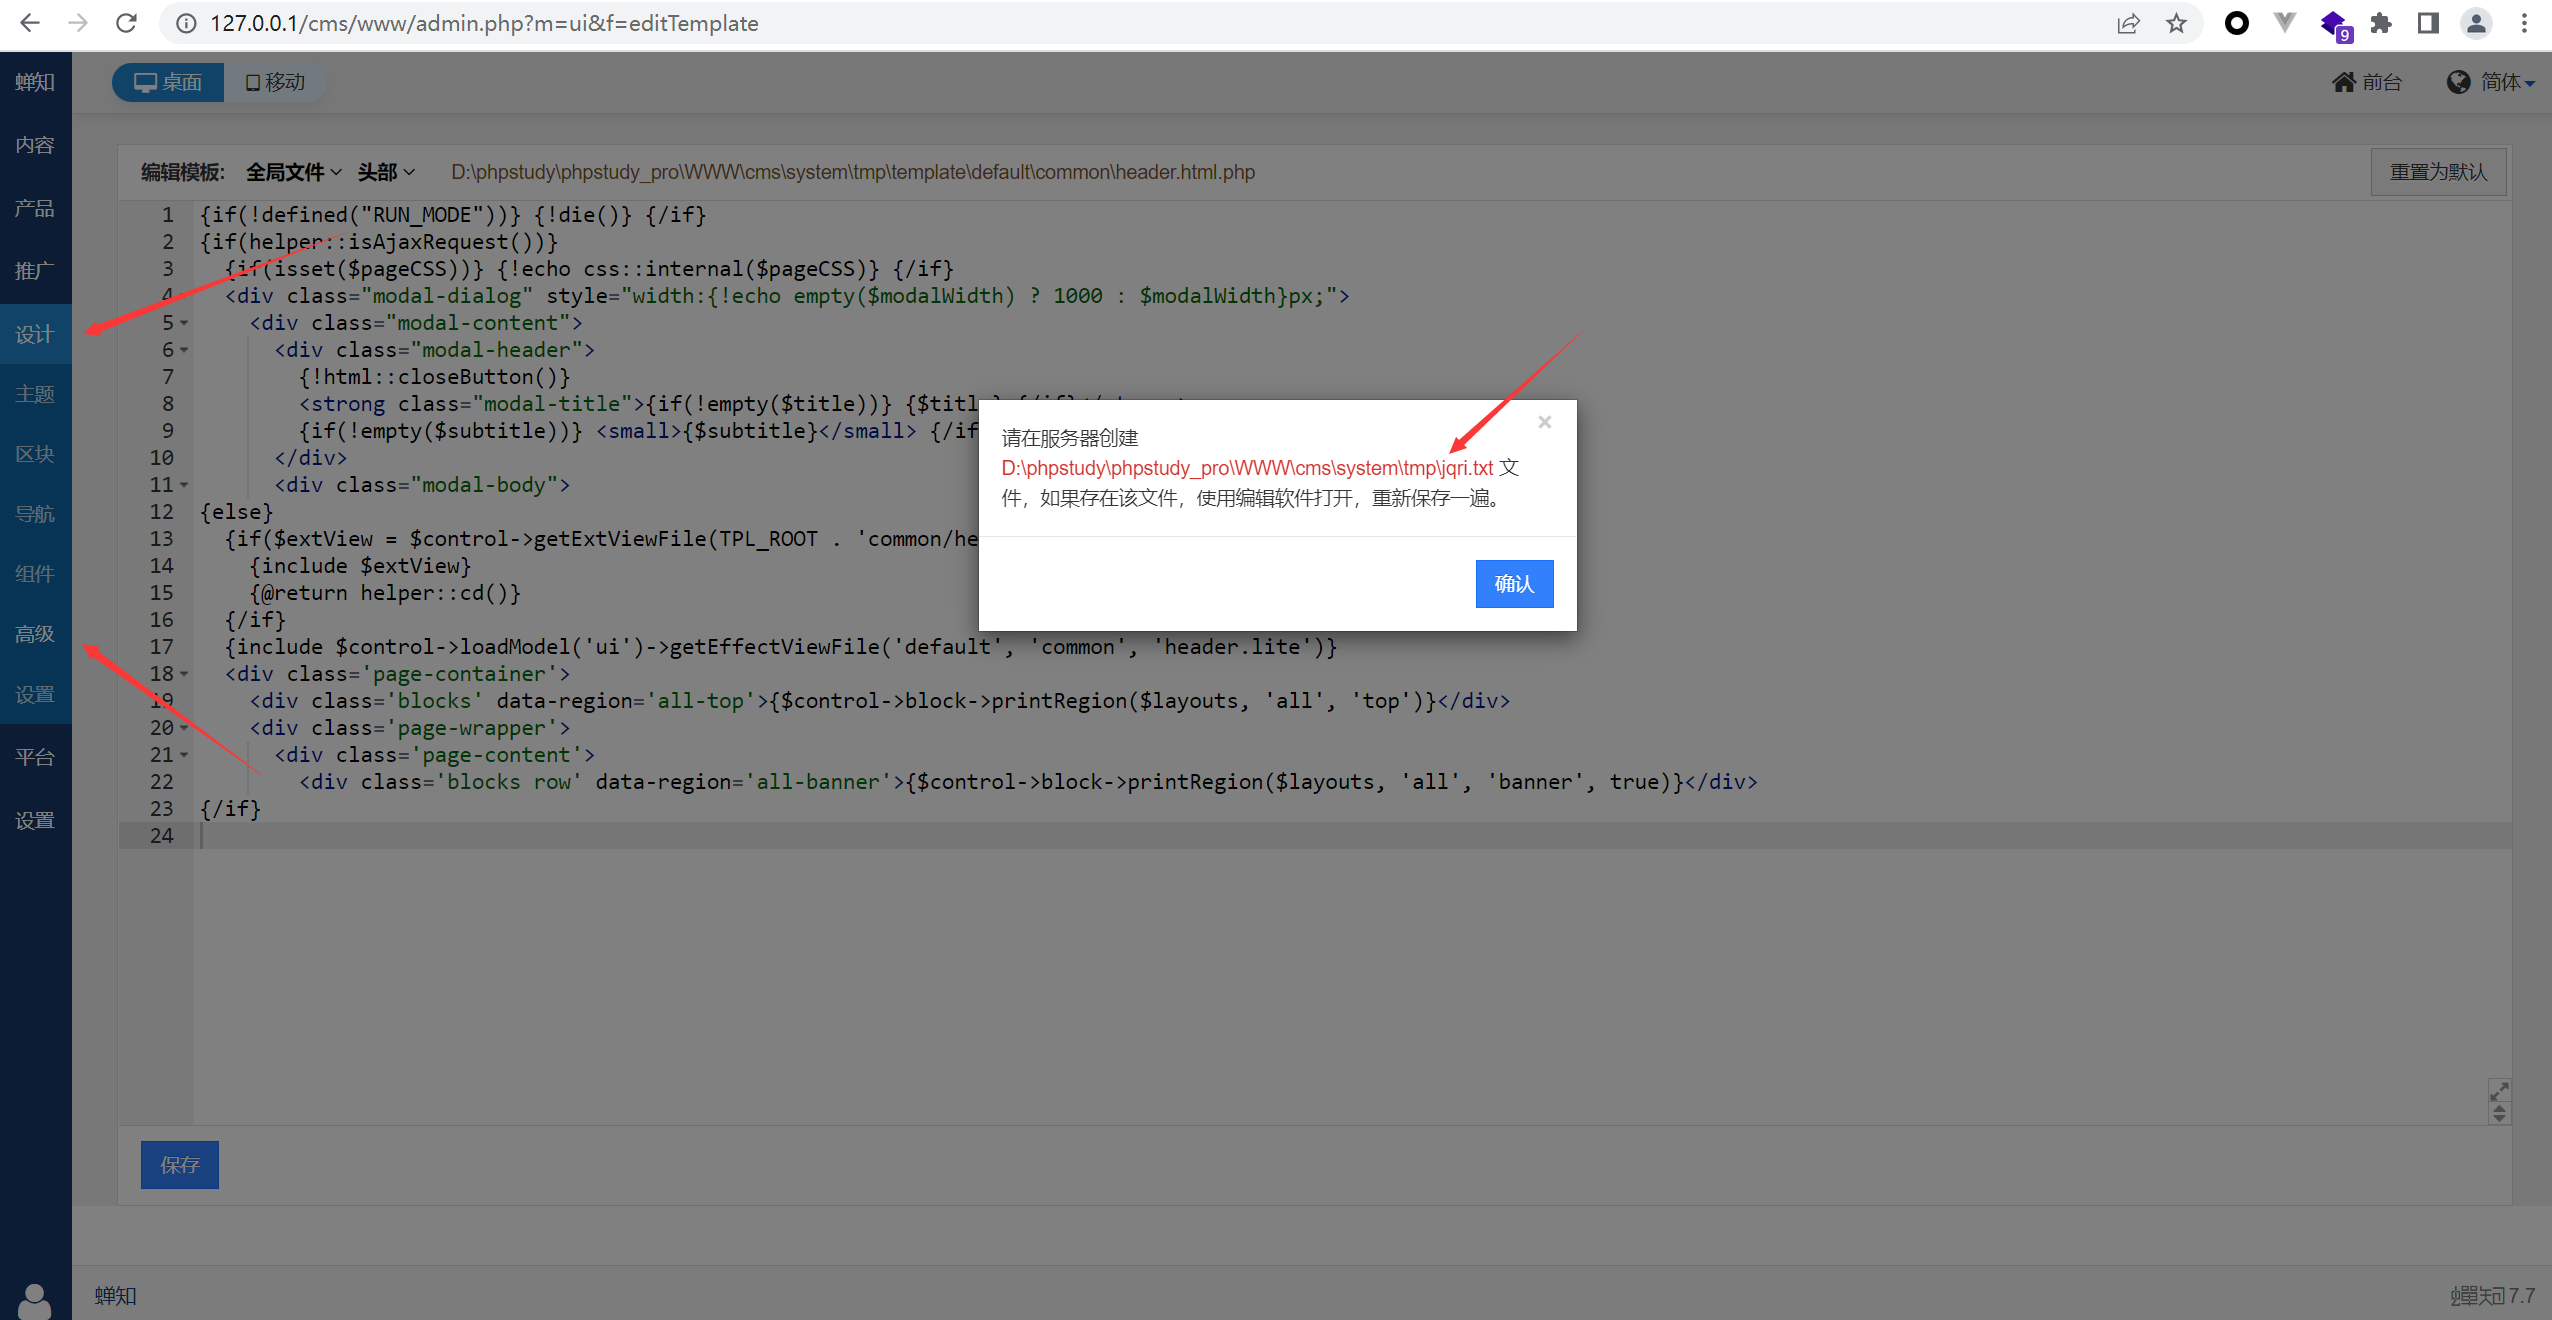 127.0.0.1/cms/www/admin.php?m=ui&f=editTemplate
9
蝉知
桌面
移动
前台
简体
内容
产品
推广
设计
主题
区块
导航
组件
高级
设置
平台
设置
编辑模板:
全局文件
头部
D:\phpstudy\phpstudy_pro\WWW\cms\system\tmp\template\default\common\header.html.php
重置为默认
1 {if(!defined("RUN_MODE"))} {!die()} {/if}
2 {if(helper::isAjaxRequest())}
3 {if(isset($pageCSS))} {!echo css::internal($pageCSS)} {/if}
4 <div class="modal-dialog" style="width:{!echo empty($modalWidth) ? 1000 : $modalWidth}px;">
5 <div class="modal-content">
6 <div class="modal-header">
7 {!html::closeButton()}
8 <strong class="modal-title">{if(!empty($title))} {$titl
9 {if(!empty($subtitle))} <small>{$subtitle}</small> {/if
10 </div>
11 <div class="modal-body">
12 {else}
13 {if($extView = $control->getExtViewFile(TPL_ROOT . 'common/he
14 {include $extView}
15 {@return helper::cd()}
16 {/if}
17 {include $control->loadModel('ui')->getEffectViewFile('default', 'common', 'header.lite')}
18 <div class='page-container'>
19 <div class='blocks' data-region='all-top'>{$control->block->printRegion($layouts, 'all', 'top')}</div>
20 <div class='page-wrapper'>
21 <div class='page-content'>
22 <div class='blocks row' data-region='all-banner'>{$control->block->printRegion($layouts, 'all', 'banner', true)}</div>
23 {/if}
24
×
请在服务器创建
D:\phpstudy\phpstudy_pro\WWW\cms\system\tmp\jqri.txt 文
件，如果存在该文件，使用编辑软件打开，重新保存一遍。
确认
保存
蝉知
蝉知7.7